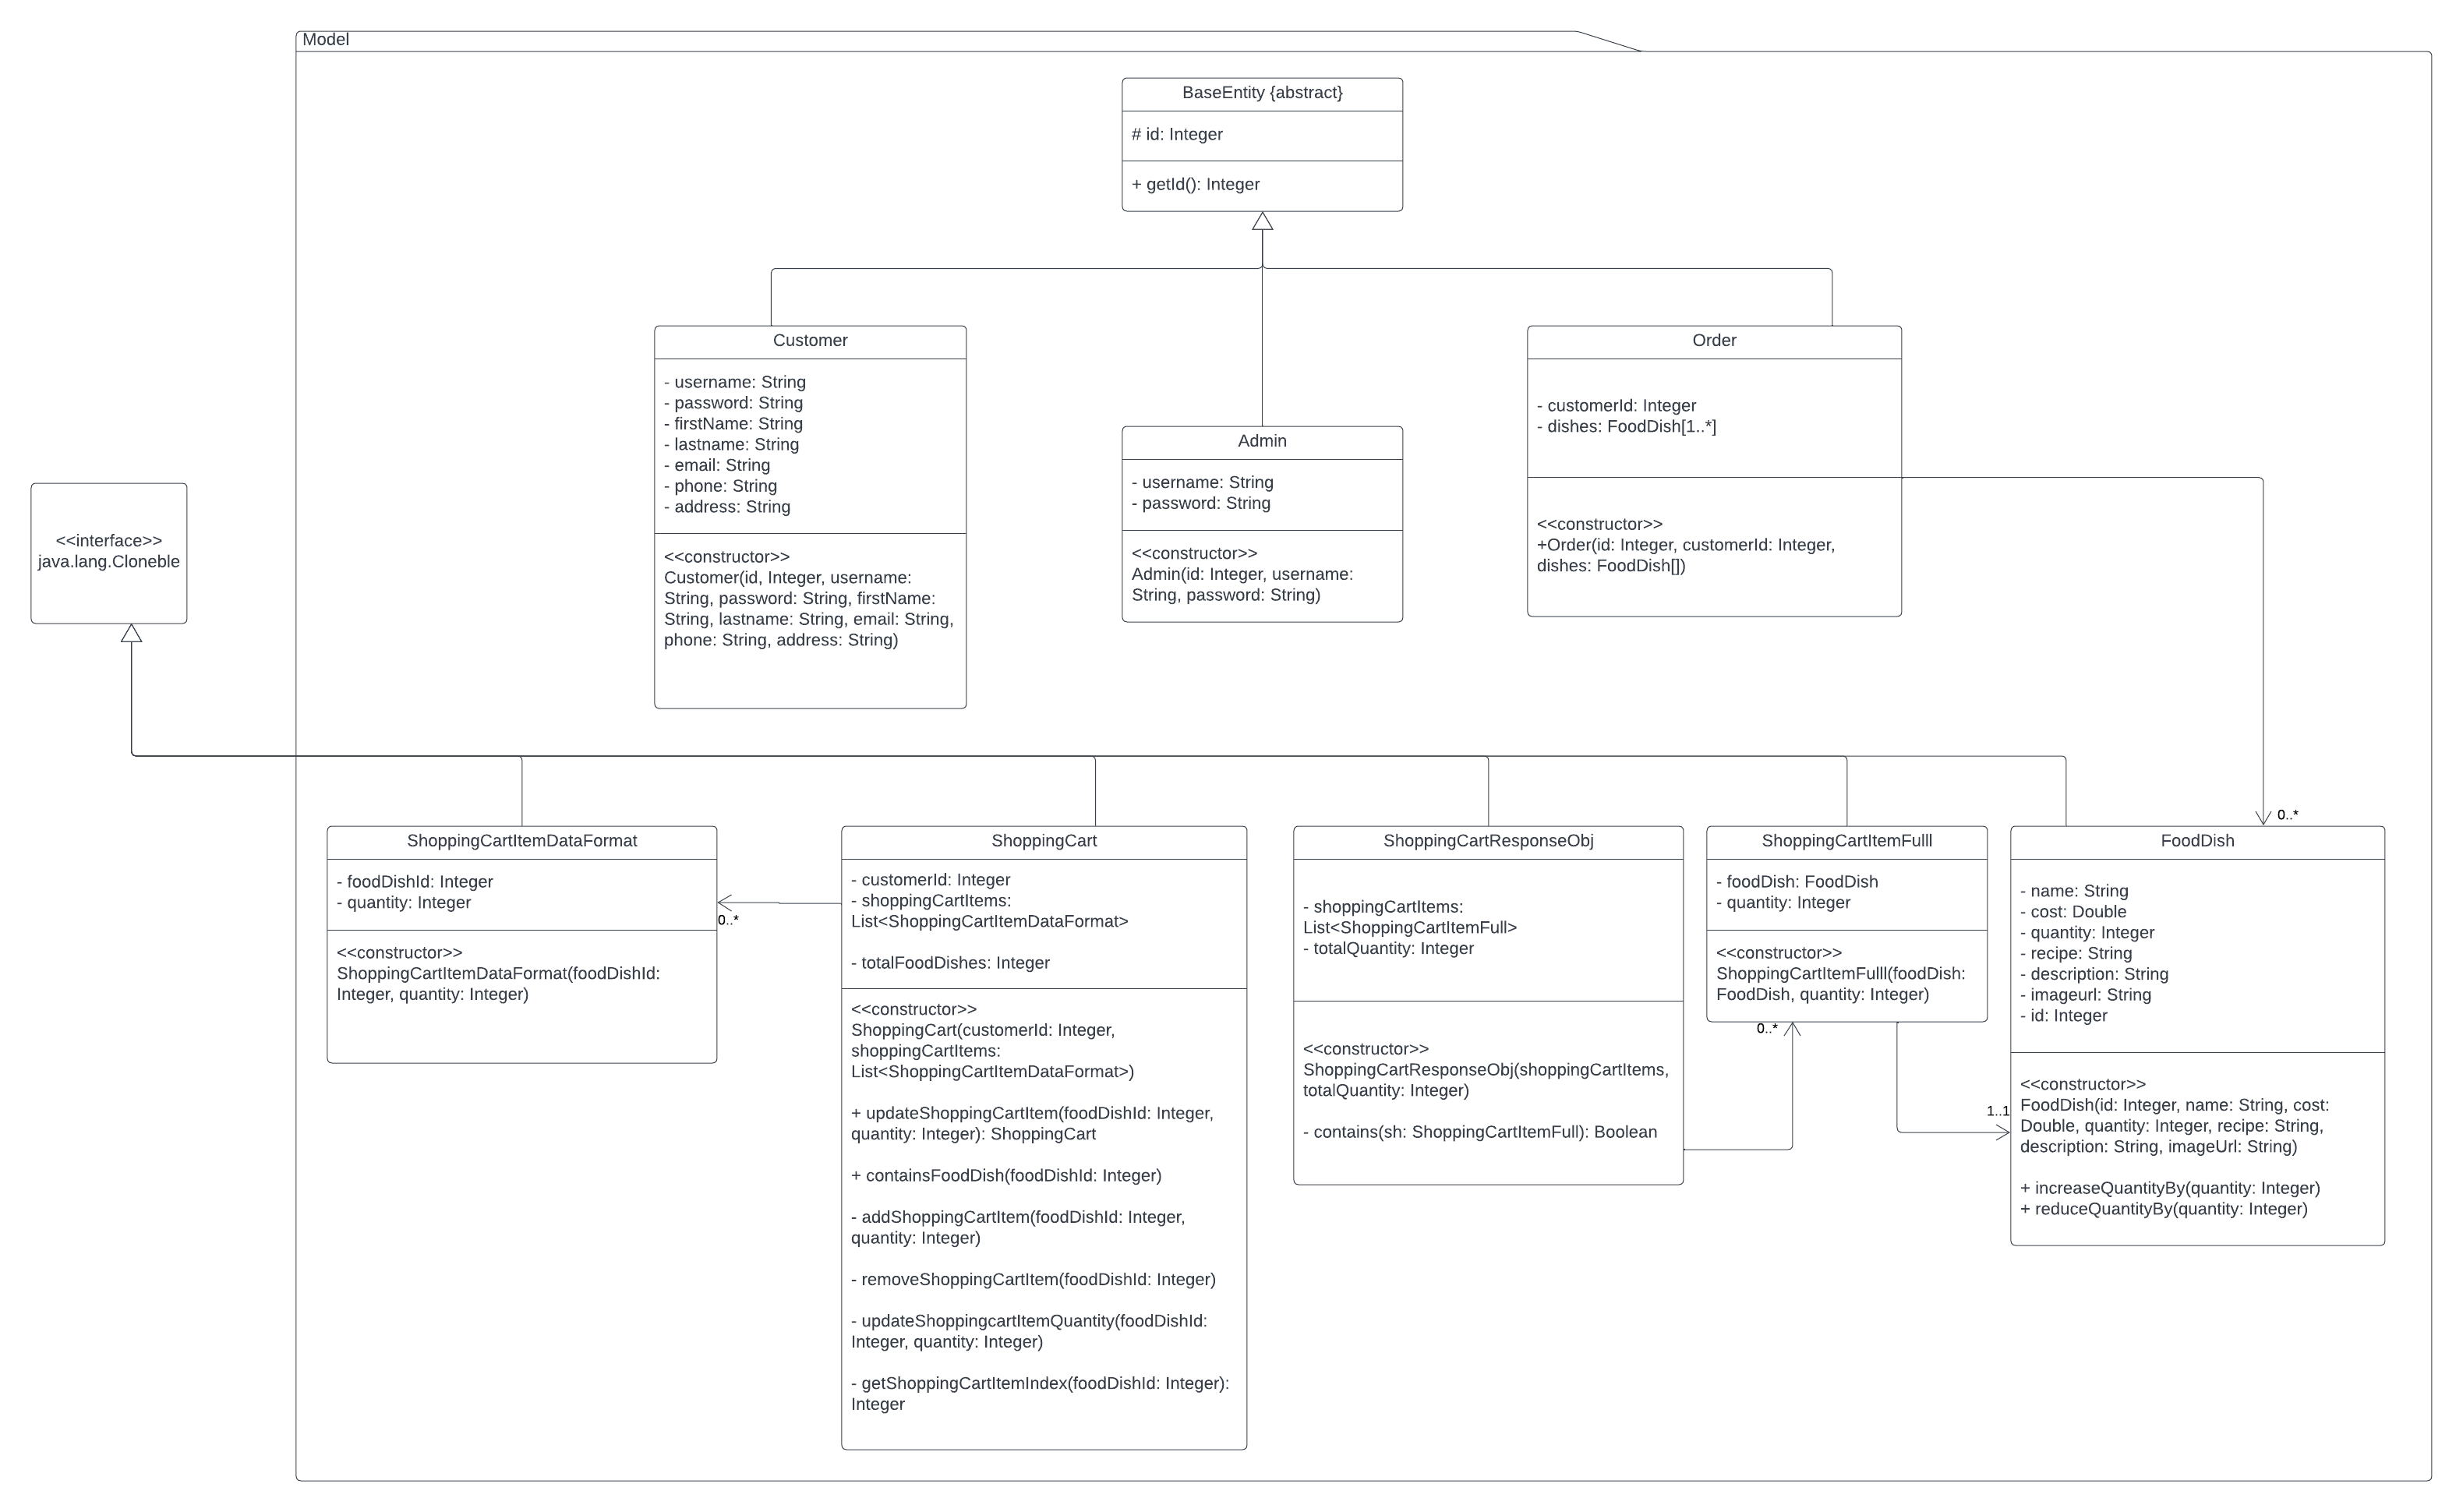 Model
BaseEntity {abstract}
# id: Integer
+ getId(): Integer
Customer
- username: String
- password: String
- firstName: String
- lastname: String
- email: String
- phone: String
- address: String
<<constructor>>
Customer(id, Integer, username:
String, password: String, firstName:
String, lastname: String, email: String,
phone: String, address: String)
Admin
- username: String
- password: String
<<constructor>>
Admin(id: Integer, username:
String, password: String)
Order
- customerId: Integer
- dishes: FoodDish[1..*]
<<constructor>>
+Order(id: Integer, customerId: Integer,
dishes: FoodDish[])
<<interface>>
java.lang.Cloneble
ShoppingCartItemDataFormat
- foodDishId: Integer
- quantity: Integer
<<constructor>>
ShoppingCartItemDataFormat(foodDishId:
Integer, quantity: Integer)
0..*
ShoppingCart
- customerId: Integer
- shoppingCartItems:
List<ShoppingCartItemDataFormat>
- totalFoodDishes: Integer
<<constructor>>
ShoppingCart(customerId: Integer,
shoppingCartItems:
List<ShoppingCartItemDataFormat>)
+ updateShoppingCartItem(foodDishId: Integer,
quantity: Integer): ShoppingCart
+ containsFoodDish(foodDishId: Integer)
- addShoppingCartItem(foodDishId: Integer,
quantity: Integer)
- removeShoppingCartItem(foodDishId: Integer)
- updateShoppingcartItemQuantity(foodDishId:
Integer, quantity: Integer)
- getShoppingCartItemIndex(foodDishId: Integer):
Integer
ShoppingCartResponseObj
- shoppingCartItems:
List<ShoppingCartItemFull>
- totalQuantity: Integer
<<constructor>>
ShoppingCartResponseObj(shoppingCartItems,
totalQuantity: Integer)
- contains(sh: ShoppingCartItemFull): Boolean
ShoppingCartItemFulll
- foodDish: FoodDish
- quantity: Integer
<<constructor>>
ShoppingCartItemFulll(foodDish:
FoodDish, quantity: Integer)
0..*
1..1
0..*
FoodDish
- name: String
- cost: Double
- quantity: Integer
- recipe: String
- description: String
- imageurl: String
- id: Integer
<<constructor>>
FoodDish(id: Integer, name: String, cost:
Double, quantity: Integer, recipe: String,
description: String, imageUrl: String)
+ increaseQuantityBy(quantity: Integer)
+ reduceQuantityBy(quantity: Integer)